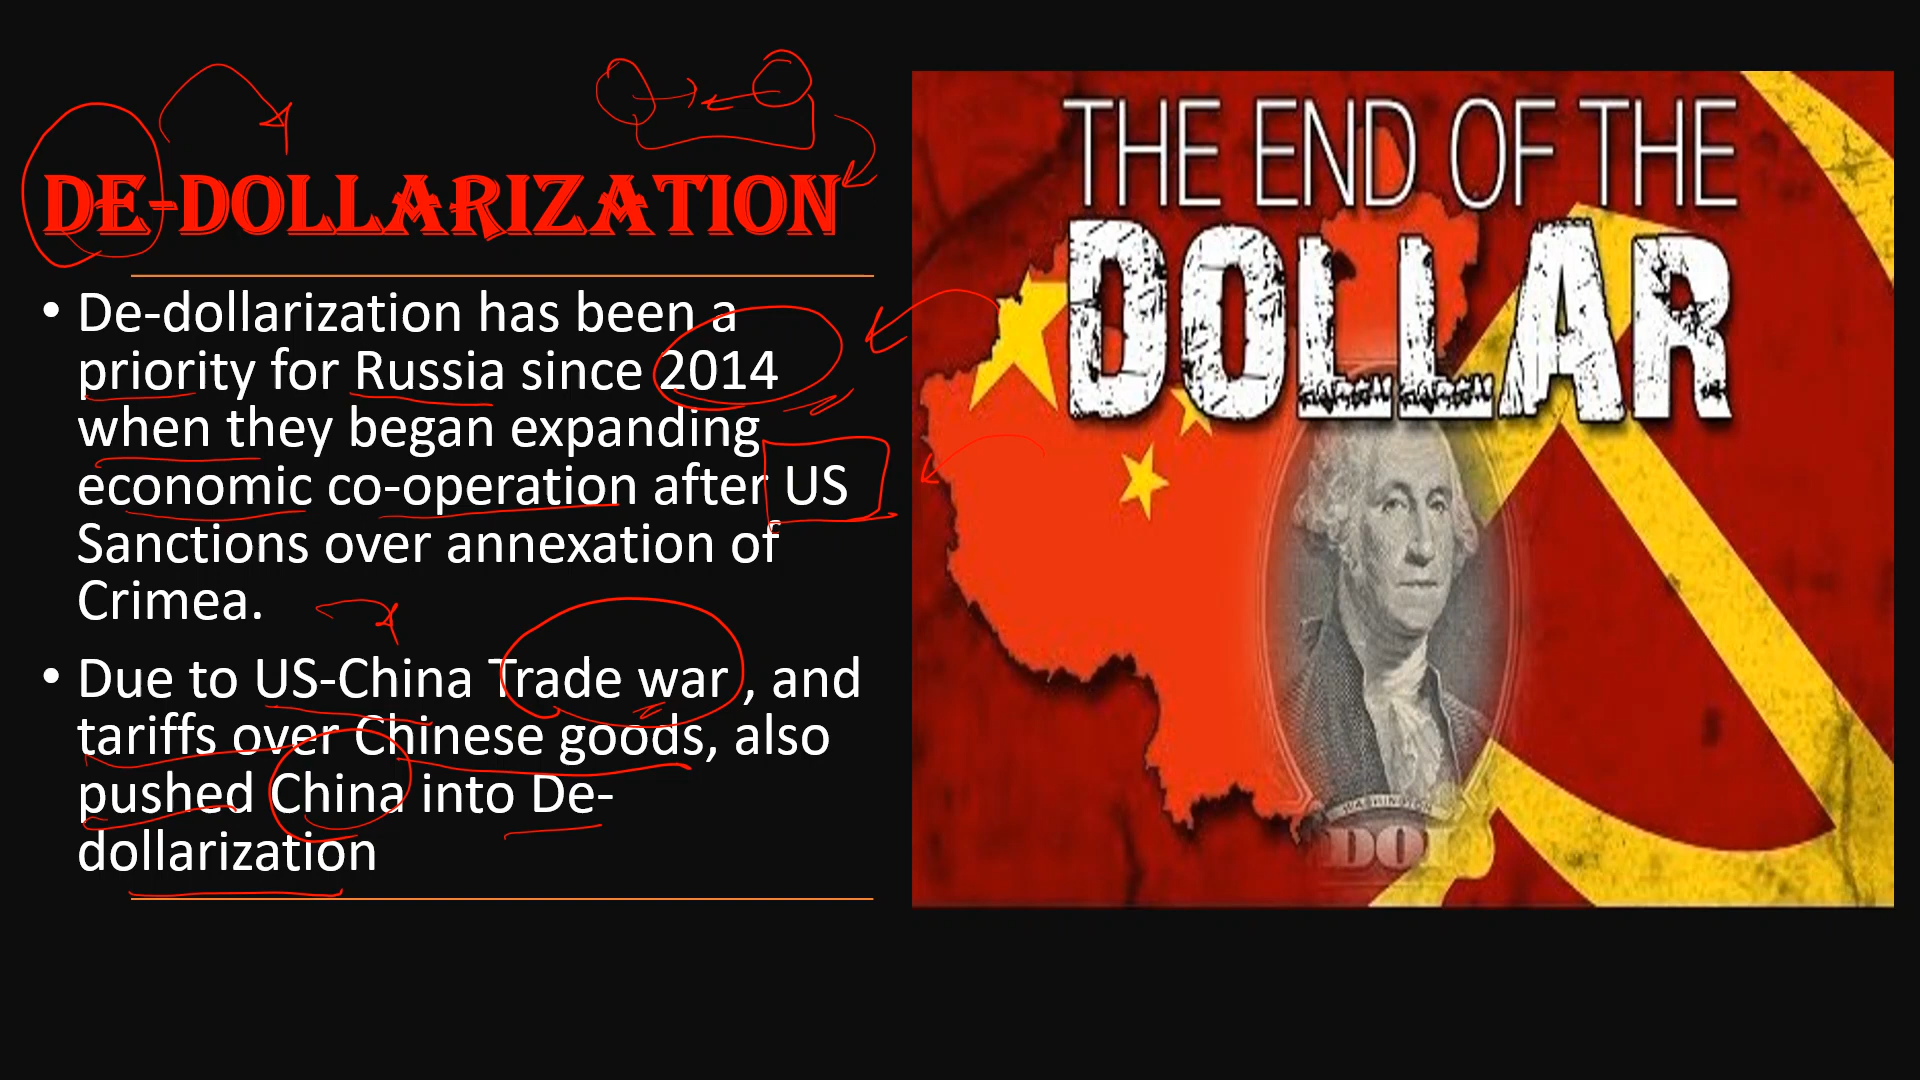 DE-DOLLARIZATION
• De-dollarization has been a
priority for Russia since 2014
when they began expanding
economic co-operation after US
Sanctions over annexation of
Crimea.
• Due to US-China Trade war , and
tariffs over Chinese goods, also
pushed China into De-
dollarization
THE END OF THE
DOLLAR
WASHINGTON
DOL